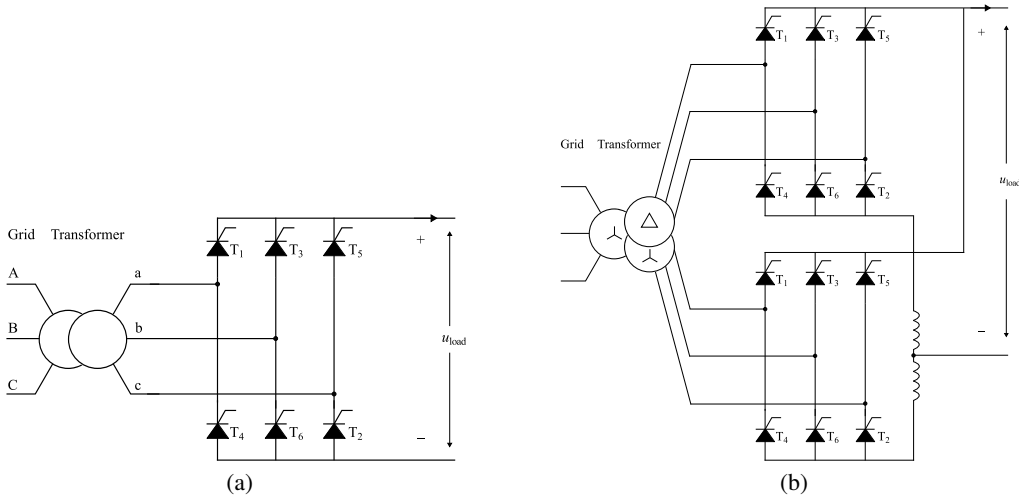 Grid Transformer
A
B
C
a
b
c
T1
T3
T5
T4
T6
T2
+
uload
−
(a)
Grid Transformer
T1
T3
T5
T4
T6
T2
T1
T3
T5
T4
T6
T2
+
uload
−
(b)